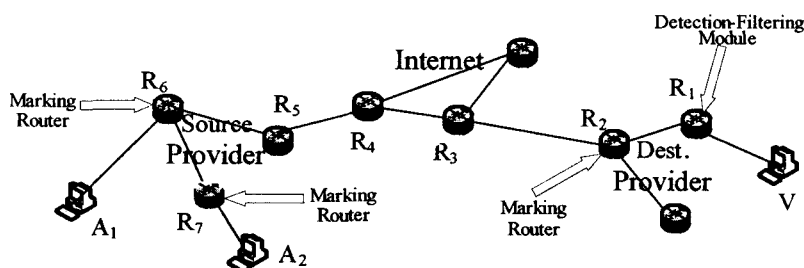 Detection-Filtering
Module
Internet
R₆
R₁
Marking
Router
R₅
Source
Provider
R₄
R₃
R₂
Dest.
Provider
V
A₁
R₇
Marking
Router
A₂
Marking
Router